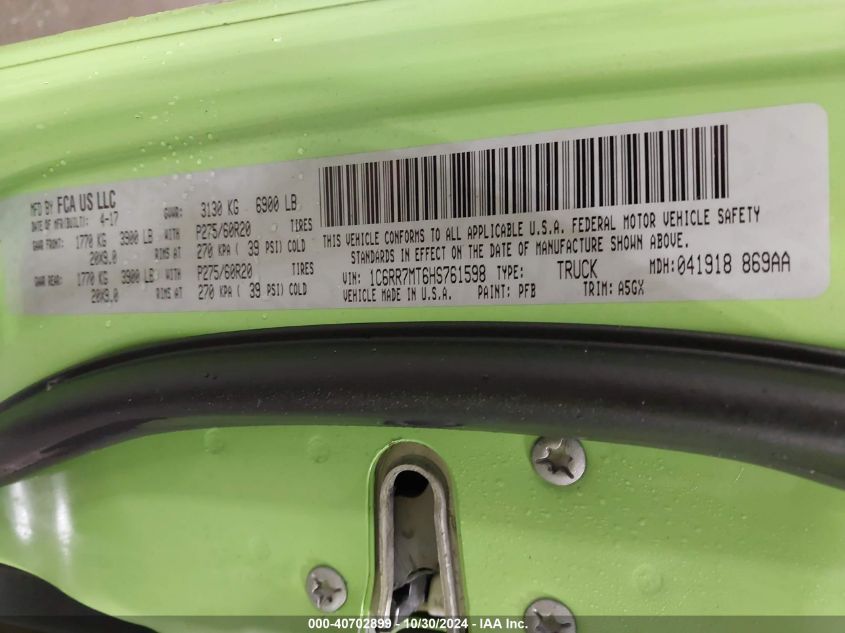 MFD BY FCA US LLC
DATE OF MFR(BUILT): 4-17 GVWR: 3130 KG 6900 LB
GAWR FRONT: 1770 KG 3900 LB WITH P275/60R20 TIRES
20X9.0 RIMS AT 270 KPA ( 39 PSI) COLD
GAWR REAR: 1770 KG 3900 LB WITH P275/60R20 TIRES
20X9.0 RIMS AT 270 KPA ( 39 PSI) COLD
THIS VEHICLE CONFORMS TO ALL APPLICABLE U.S.A. FEDERAL MOTOR VEHICLE SAFETY
STANDARDS IN EFFECT ON THE DATE OF MANUFACTURE SHOWN ABOVE.
VIN: 1C6RR7MT6HS761598 TYPE: TRUCK MDH:041918 869AA
VEHICLE MADE IN U.S.A. PAINT: PFB TRIM: A5GX
000-40702899 - 10/30/2024 - IAA Inc.